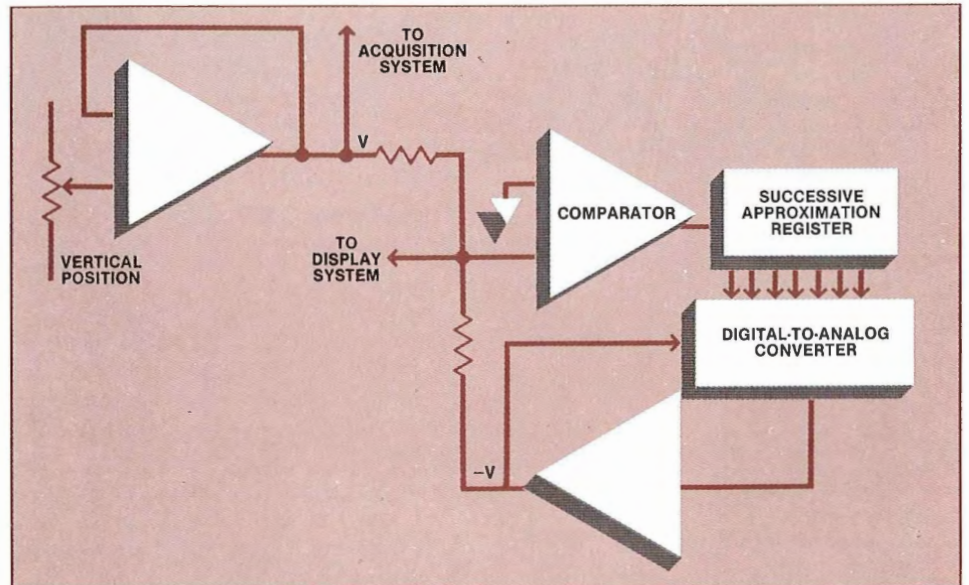 TO
ACQUISITION
SYSTEM
V
VERTICAL
POSITION
TO
DISPLAY
SYSTEM
COMPARATOR
SUCCESSIVE
APPROXIMATION
REGISTER
DIGITAL-TO-ANALOG
CONVERTER
–V